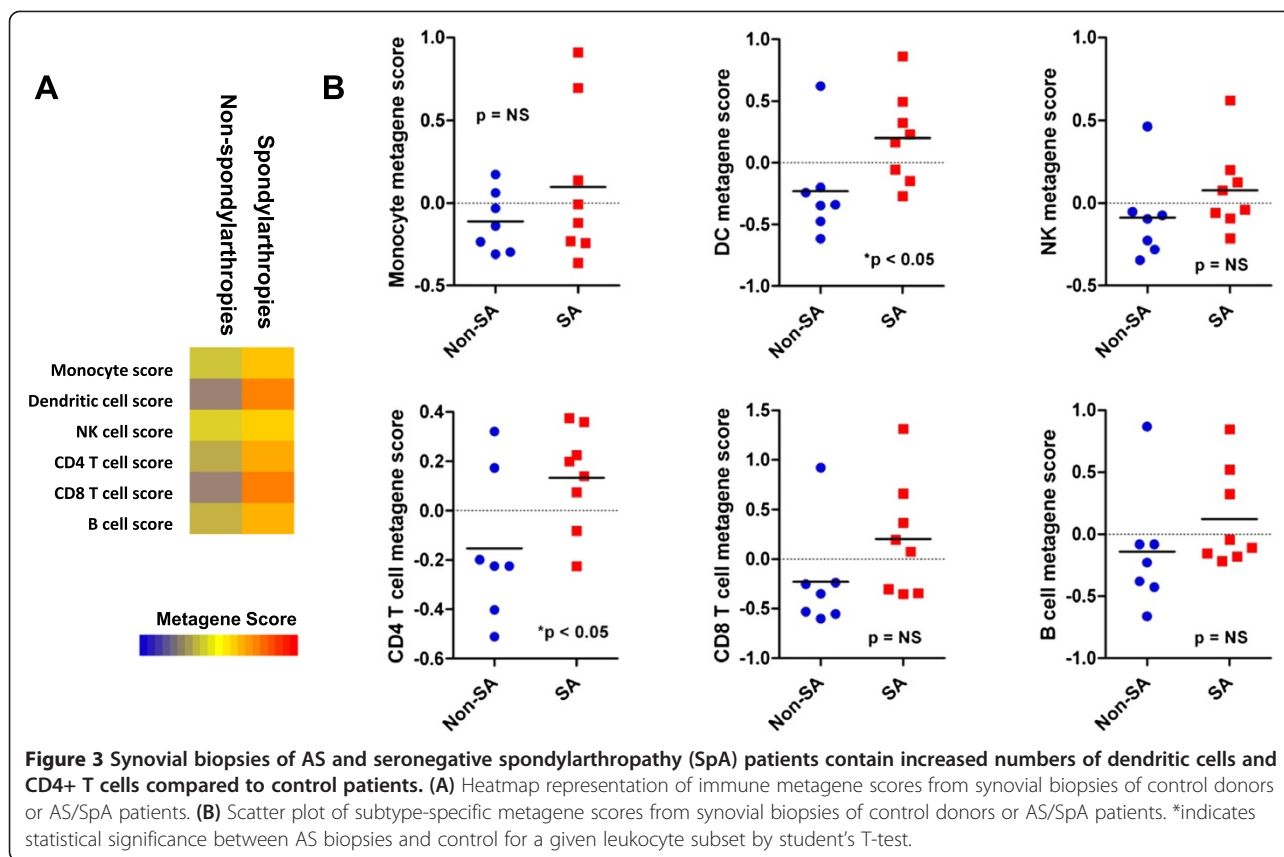 A
B
Non-spondylarthropies
Spondylarthropies
Monocyte score
Dendritic cell score
NK cell score
CD4 T cell score
CD8 T cell score
B cell score
Metagene Score
Monocyte metagene score
1.0
0.5
0.0
-0.5
p = NS
Non-SA
SA
DC metagene score
1.0
0.5
0.0
-0.5
-1.0
*p < 0.05
Non-SA
SA
NK metagene score
1.0
0.5
0.0
-0.5
p = NS
Non-SA
SA
CD4 T cell metagene score
0.4
0.2
0.0
-0.2
-0.4
-0.6
*p < 0.05
Non-SA
SA
CD8 T cell metagene score
1.5
1.0
0.5
0.0
-0.5
-1.0
p = NS
Non-SA
SA
B cell metagene score
1.0
0.5
0.0
-0.5
-1.0
p = NS
Non-SA
SA
Figure 3 Synovial biopsies of AS and seronegative spondylarthropathy (SpA) patients contain increased numbers of dendritic cells and
CD4+ T cells compared to control patients. (A) Heatmap representation of immune metagene scores from synovial biopsies of control donors
or AS/SpA patients. (B) Scatter plot of subtype-specific metagene scores from synovial biopsies of control donors or AS/SpA patients. *indicates
statistical significance between AS biopsies and control for a given leukocyte subset by student's T-test.